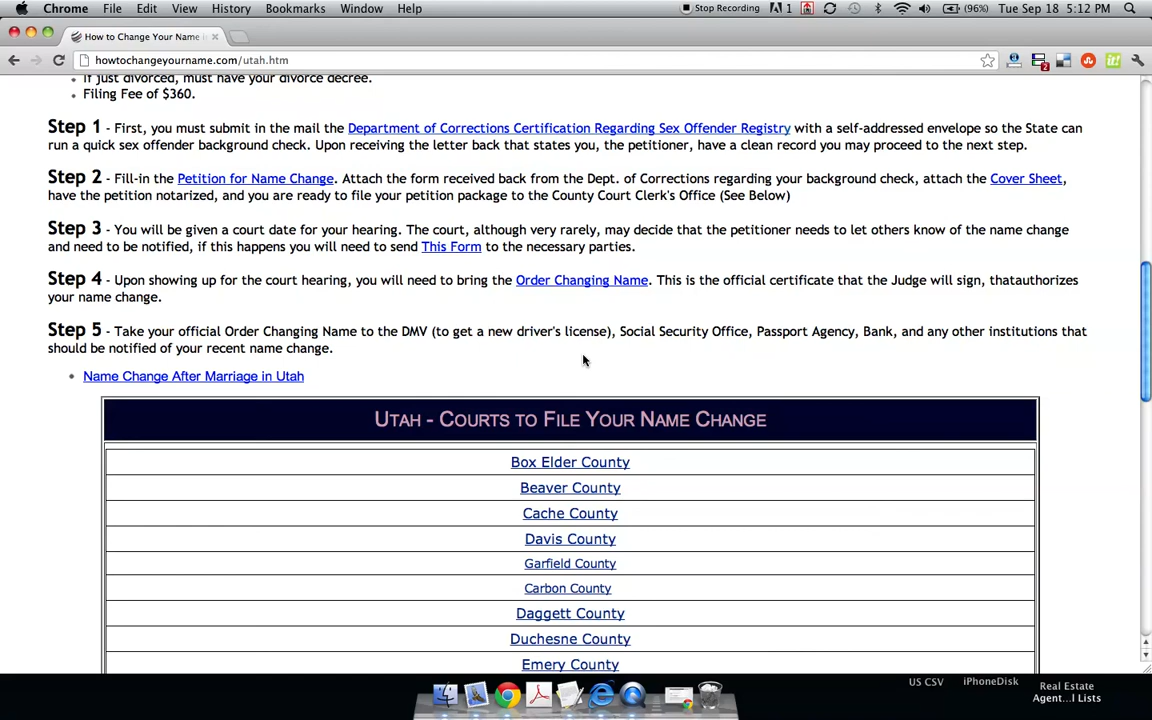 Chrome File Edit View History Bookmarks Window Help Stop Recording 1 (96%) Tue Sep 18 5:12 PM
How to Change Your Name
howtochangeyourname.com/utah.htm
If just divorced, must have your divorce decree.
Filing Fee of $360.
Step 1 - First, you must submit in the mail the Department of Corrections Certification Regarding Sex Offender Registry with a self-addressed envelope so the State can
run a quick sex offender background check. Upon receiving the letter back that states you, the petitioner, have a clean record you may proceed to the next step.
Step 2 - Fill-in the Petition for Name Change. Attach the form received back from the Dept. of Corrections regarding your background check, attach the Cover Sheet,
have the petition notarized, and you are ready to file your petition package to the County Court Clerk's Office (See Below)
Step 3 - You will be given a court date for your hearing. The court, although very rarely, may decide that the petitioner needs to let others know of the name change
and need to be notified, if this happens you will need to send This Form to the necessary parties.
Step 4 - Upon showing up for the court hearing, you will need to bring the Order Changing Name. This is the official certificate that the Judge will sign, thatauthorizes
your name change.
Step 5 - Take your official Order Changing Name to the DMV (to get a new driver's license), Social Security Office, Passport Agency, Bank, and any other institutions that
should be notified of your recent name change.
Name Change After Marriage in Utah
Utah - Courts to File Your Name Change
Box Elder County
Beaver County
Cache County
Davis County
Garfield County
Carbon County
Daggett County
Duchesne County
Emery County
US CSV iPhoneDisk Real Estate
Agent...l Lists